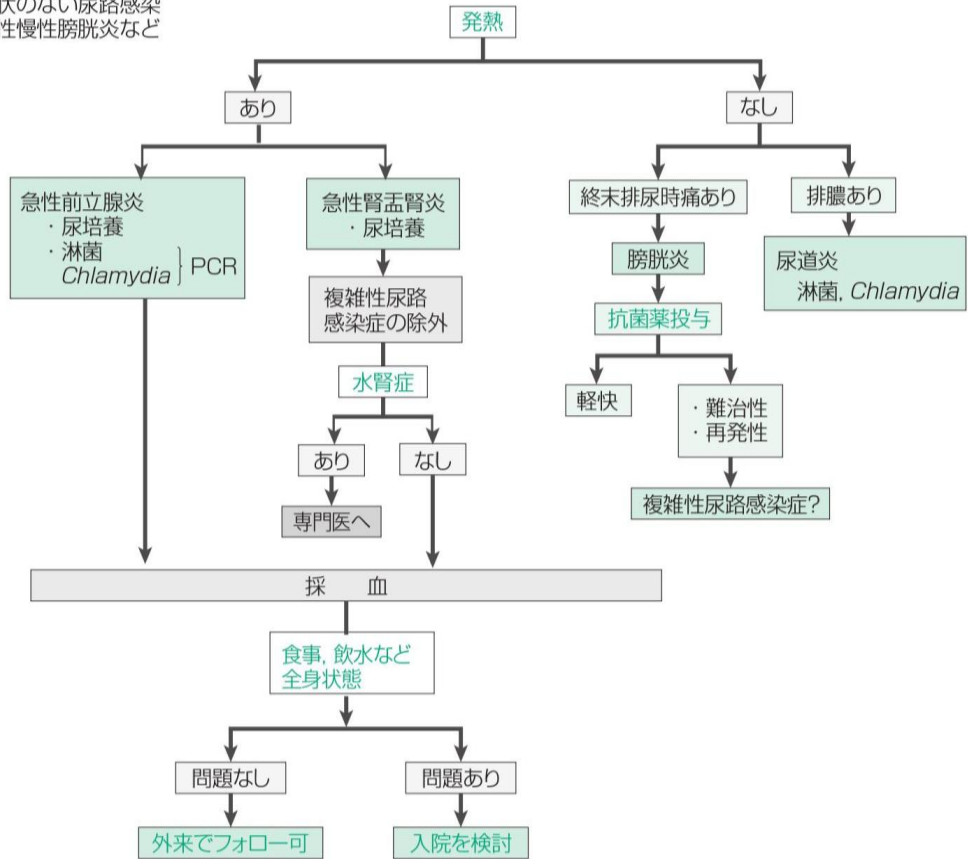 状のない尿路感染
性慢性膀胱炎など
発熱
あり
なし
急性前立腺炎
・尿培養
・淋菌
Chlamydia } PCR
急性腎盂腎炎
・尿培養
複雑性尿路
感染症の除外
水腎症
あり
なし
専門医へ
終末排尿時痛あり
膀胱炎
抗菌薬投与
軽快
・難治性
・再発性
複雑性尿路感染症?
排膿あり
尿道炎
淋菌, Chlamydia
採 血
食事, 飲水など
全身状態
問題なし
問題あり
外来でフォロー可
入院を検討